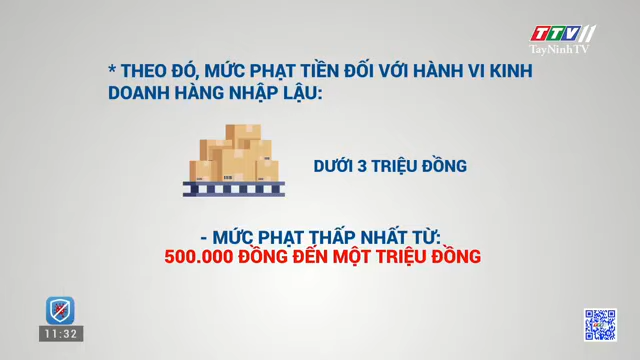 TTV11
TayNinhTV
* THEO ĐÓ, MỨC PHẠT TIỀN ĐỐI VỚI HÀNH VI KINH
DOANH HÀNG NHẬP LẬU:
DƯỚI 3 TRIỆU ĐỒNG
- MỨC PHẠT THẤP NHẤT TỪ:
500.000 ĐỒNG ĐẾN MỘT TRIỆU ĐỒNG
11:32